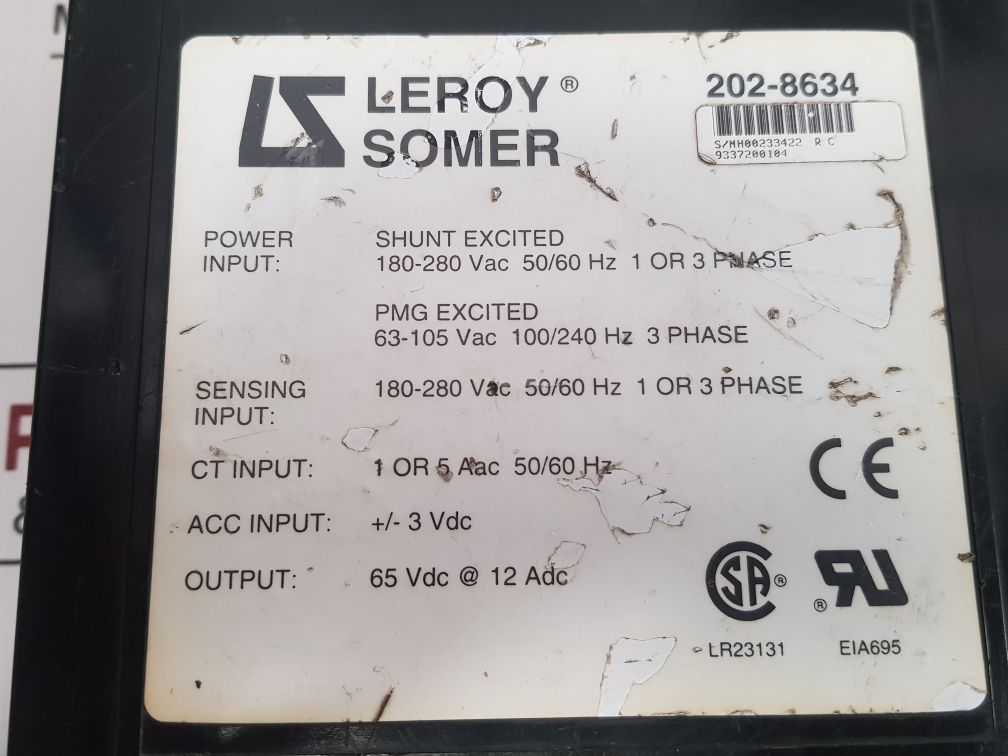 LEROY®
SOMER
202-8634
S/NH00233422 R C
9337200104
POWER INPUT:
SHUNT EXCITED
180-280 Vac 50/60 Hz 1 OR 3 PHASE
PMG EXCITED
63-105 Vac 100/240 Hz 3 PHASE
SENSING INPUT:
180-280 Vac 50/60 Hz 1 OR 3 PHASE
CT INPUT: 1 OR 5 Aac 50/60 Hz
ACC INPUT: +/- 3 Vdc
OUTPUT: 65 Vdc @ 12 Adc
CE
SA®
®RU
LR23131 EIA695